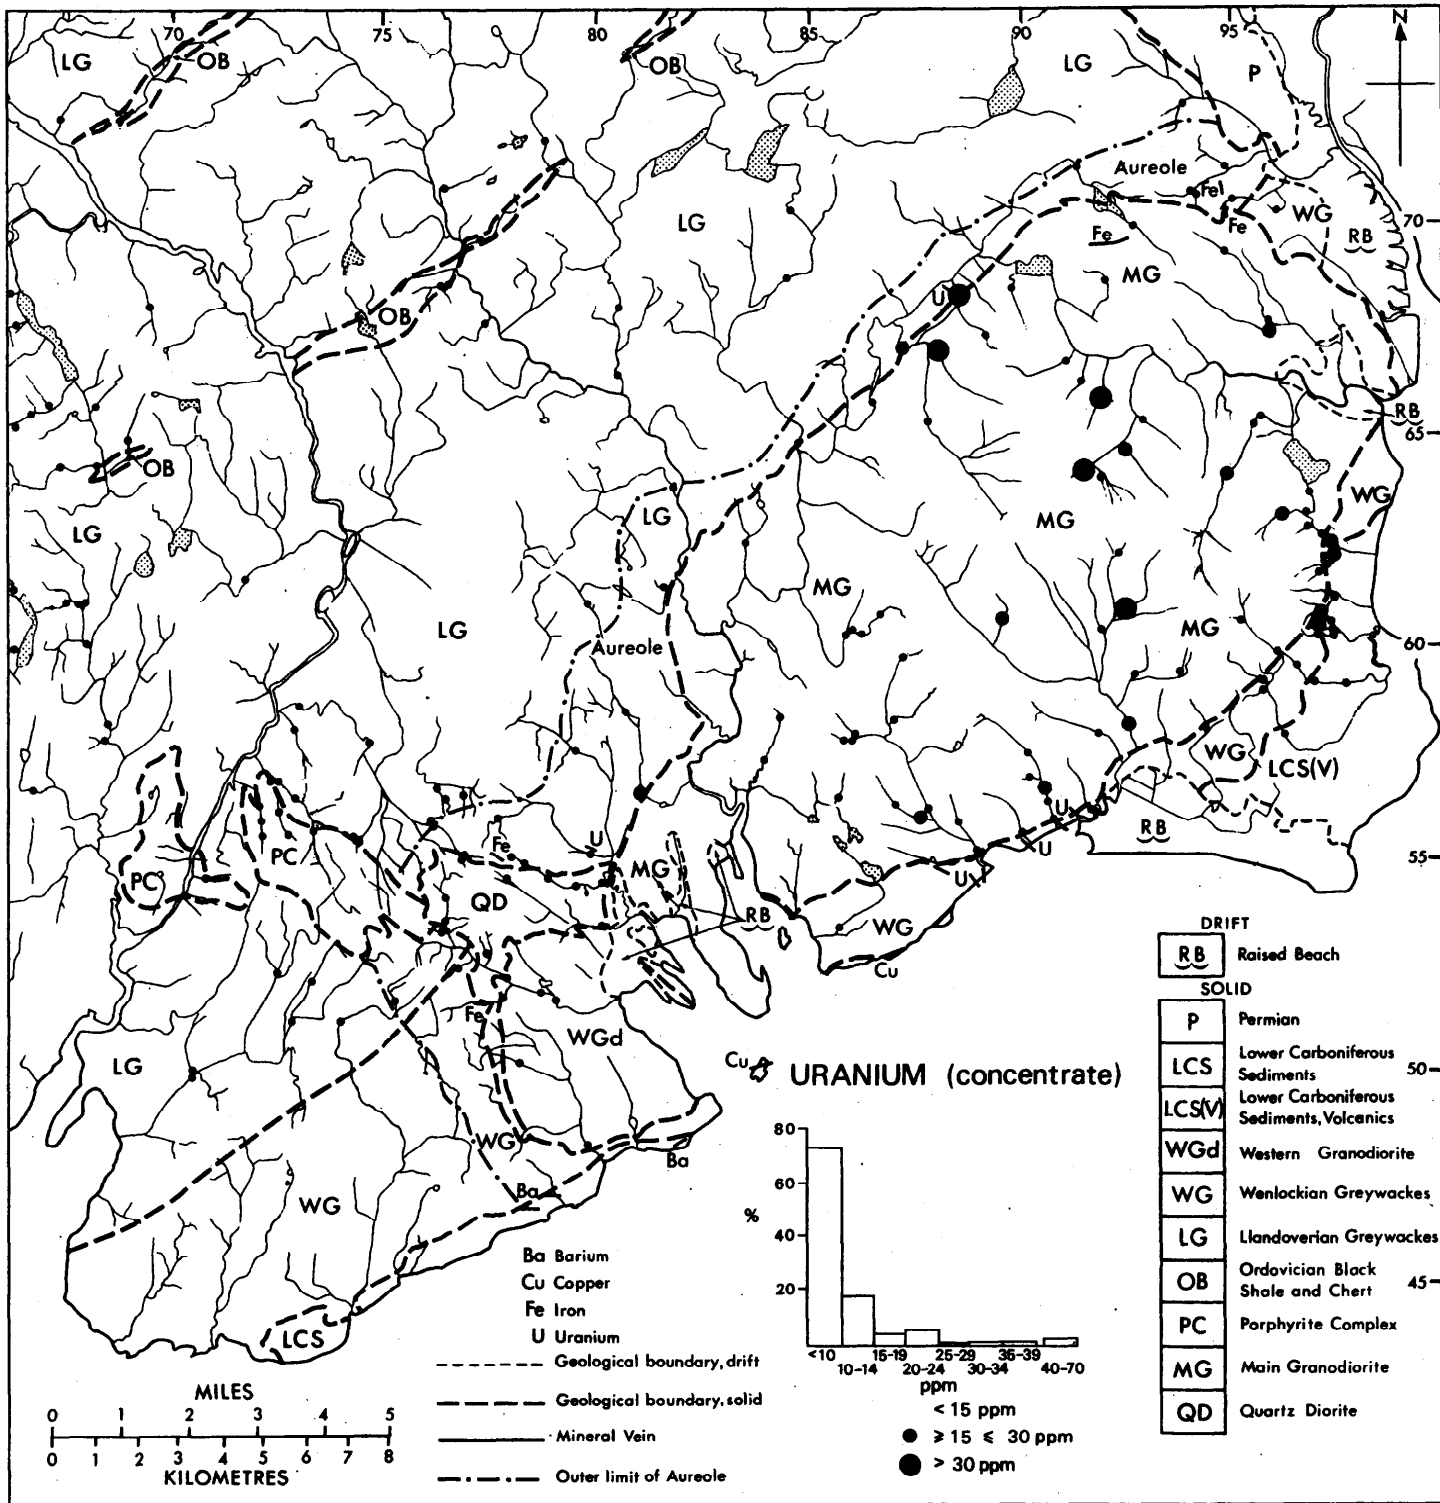 70 75 80 85 90 95 N
LG OB OB LG P
Aureole
Fe
WG
LG Fe RB 70
Fe
MG
U
OB
RB
65
OB
LG WG
LG MG
MG
LG MG
Aureole 60
WG
LCS(V)
U
RB
Fe U
PC U
PC MG 55
QD U
RB WG
Cu
Fe
WGd
LG
Cu
WG
Ba
Ba
WG
LCS
DRIFT
RB Raised Beach
SOLID
P Permian
LCS Lower Carboniferous
Sediments
50
LCS(V) Lower Carboniferous
Sediments, Volcanics
WGd Western Granodiorite
WG Wenlockian Greywackes
LG Llandoverian Greywackes
OB Ordovician Black
Shale and Chert
45
PC Porphyrite Complex
MG Main Granodiorite
QD Quartz Diorite
URANIUM (concentrate)
80
60
%
40
20
<10 15-19 25-29 35-39
10-14 20-24 30-34 40-70
ppm
< 15 ppm
⩾ 15 ⩽ 30 ppm
> 30 ppm
Ba Barium
Cu Copper
Fe Iron
U Uranium
Geological boundary, drift
Geological boundary, solid
Mineral Vein
Outer limit of Aureole
MILES
0 1 2 3 4 5
0 1 2 3 4 5 6 7 8
KILOMETRES